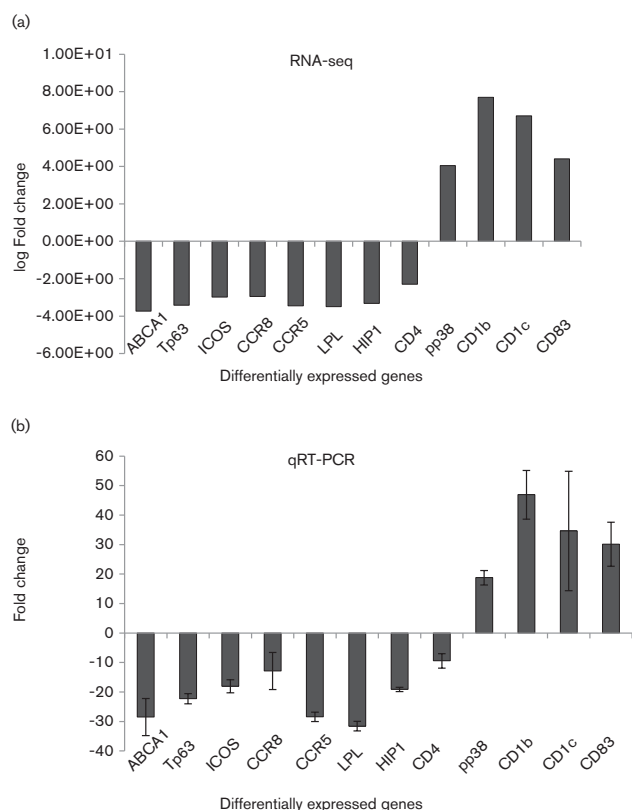 (a)
RNA-seq
log Fold change
1.00E+01
8.00E+00
6.00E+00
4.00E+00
2.00E+00
0.00E+00
-2.00E+00
-4.00E+00
-6.00E+00
ABCA1
Tp63
ICOS
CCR8
CCR5
LPL
HIP1
CD4
pp38
CD1b
CD1c
CD83
Differentially expressed genes
(b)
qRT-PCR
Fold change
60
50
40
30
20
10
0
-10
-20
-30
-40
ABCA1
Tp63
ICOS
CCR8
CCR5
LPL
HIP1
CD4
pp38
CD1b
CD1c
CD83
Differentially expressed genes